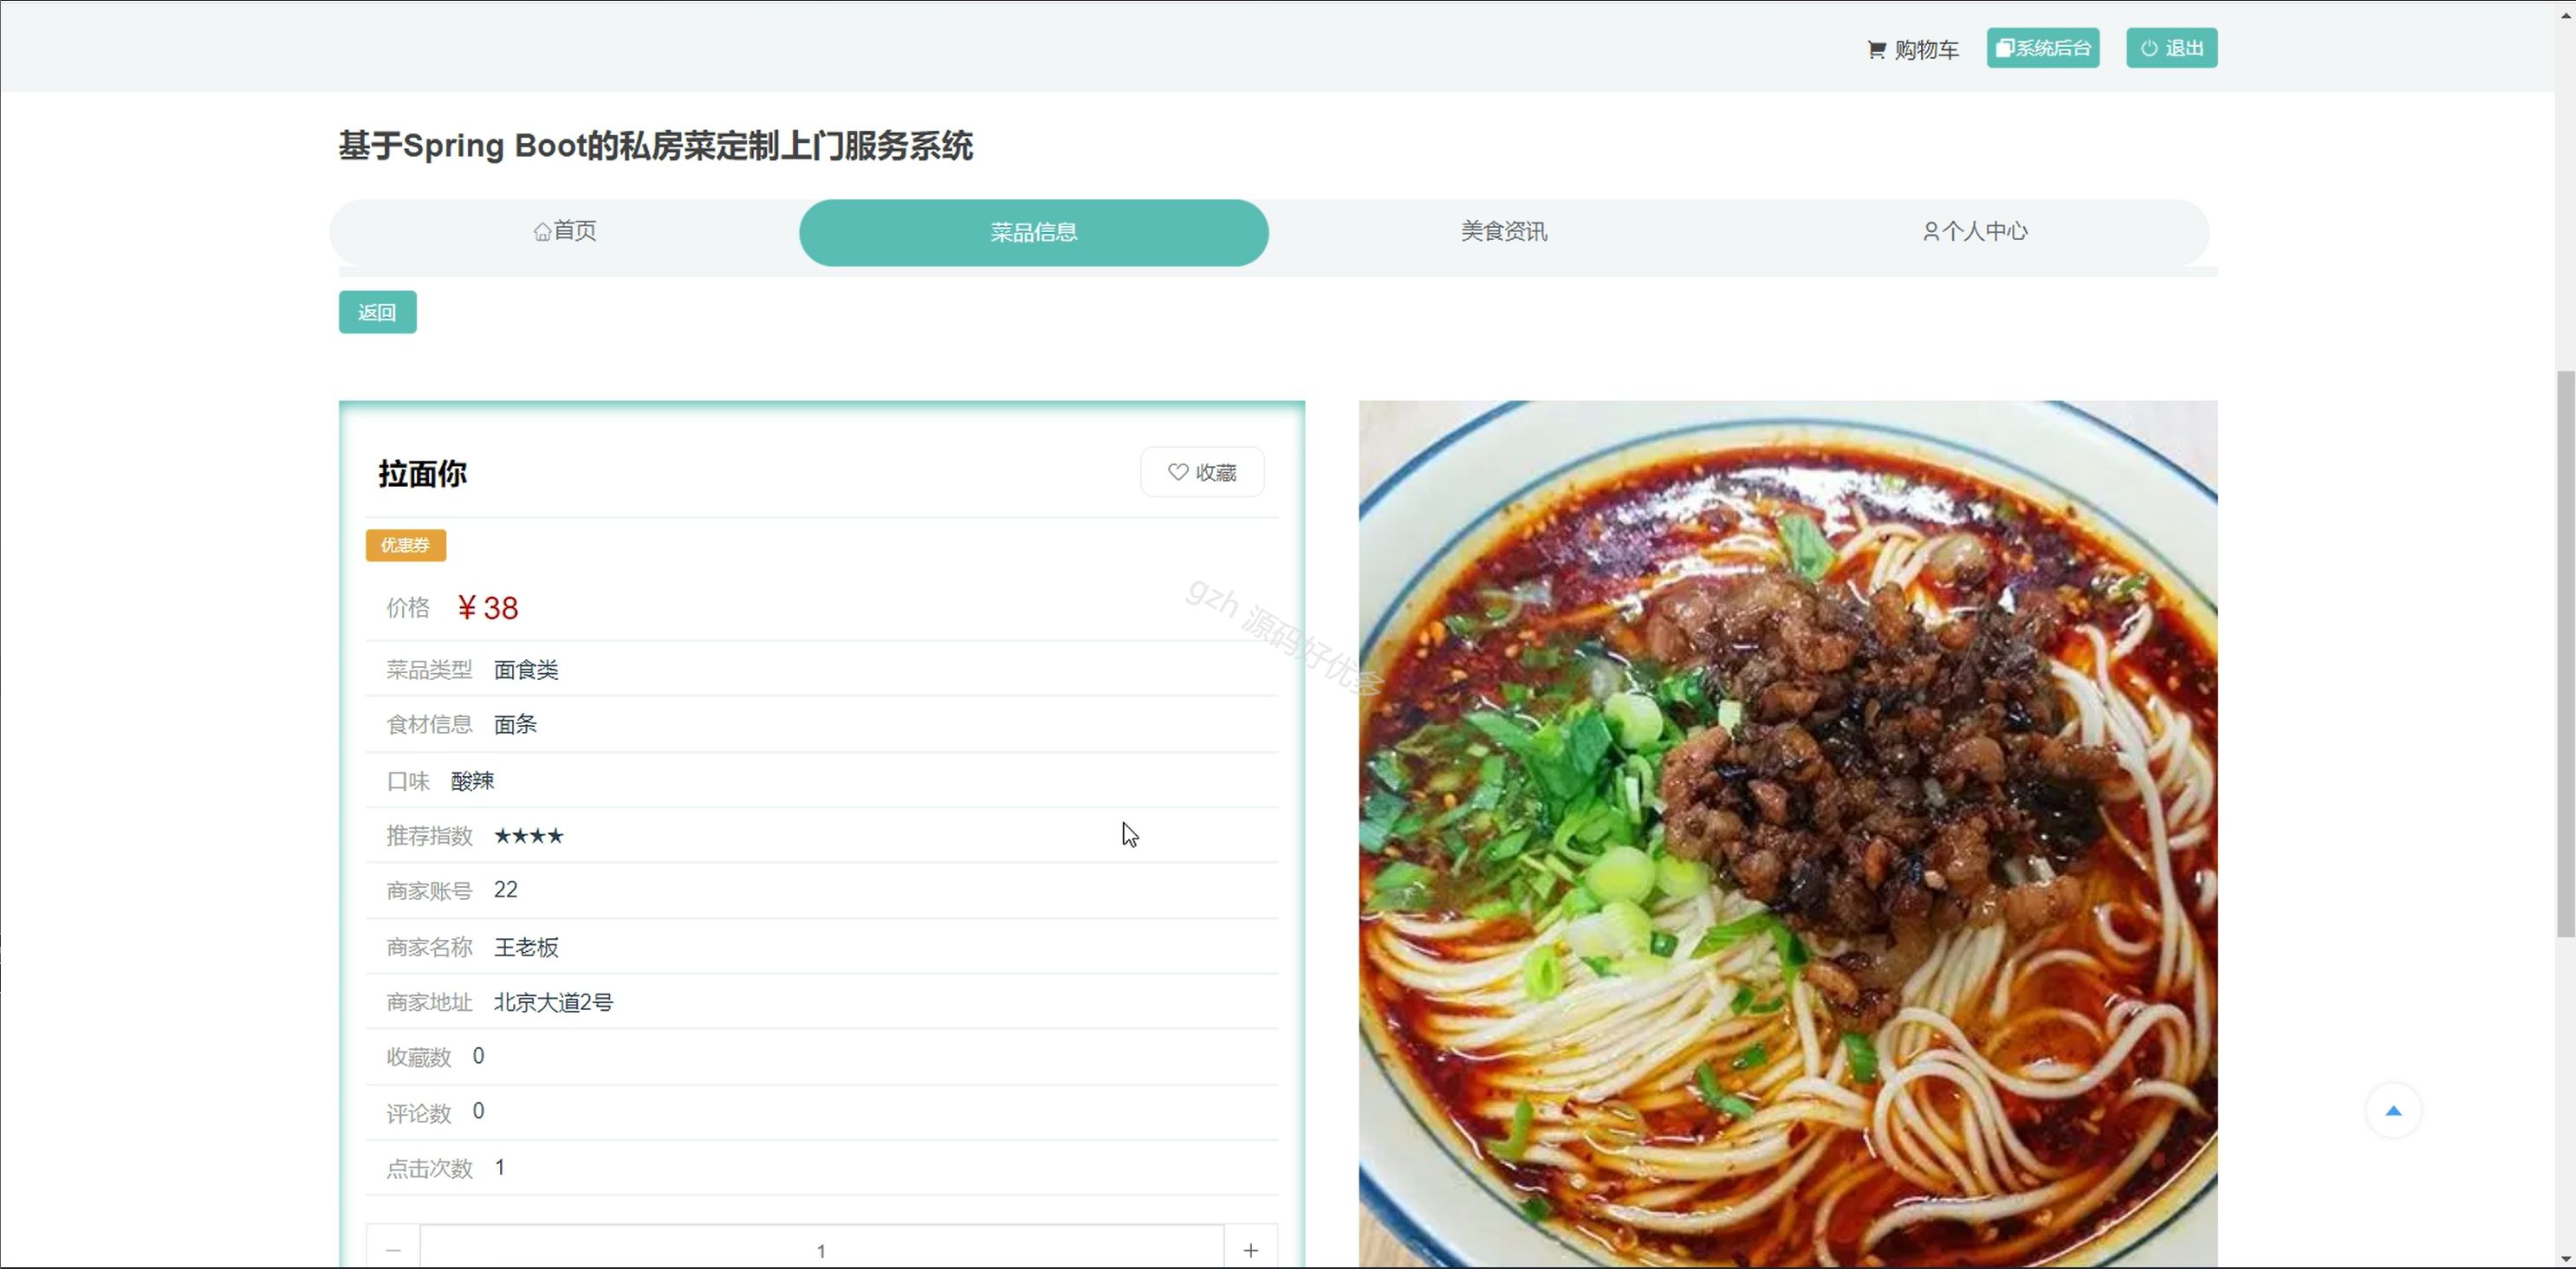 购物车 系统后台 退出
基于Spring Boot的私房菜定制上门服务系统
首页 菜品信息 美食资讯 个人中心
返回
拉面你 收藏
优惠券
价格 ¥ 38
菜品类型 面食类
食材信息 面条
口味 酸辣
推荐指数 ★★★★
商家账号 22
商家名称 王老板
商家地址 北京大道2号
收藏数 0
评论数 0
点击次数 1
− 1 +
gzh 源码好优多